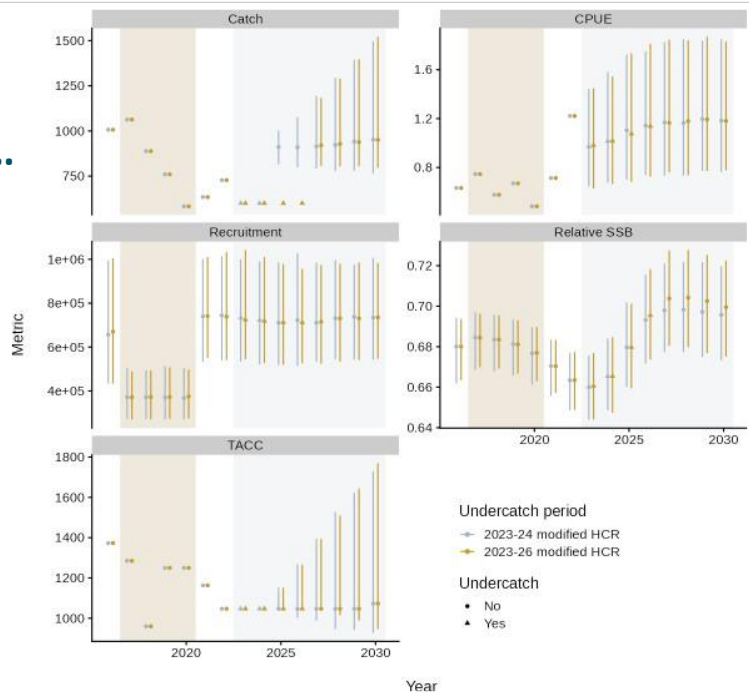 Catch
CPUE
1500
1250
1000
750
1.6
1.2
0.8
Recruitment
Relative SSB
1e+06
8e+05
6e+05
4e+05
0.72
0.70
0.68
0.66
0.64
2020
2025
2030
Metric
TACC
1800
1600
1400
1200
1000
2020
2025
2030
Year
Undercatch period
2023-24 modified HCR
2023-26 modified HCR
Undercatch
No
Yes